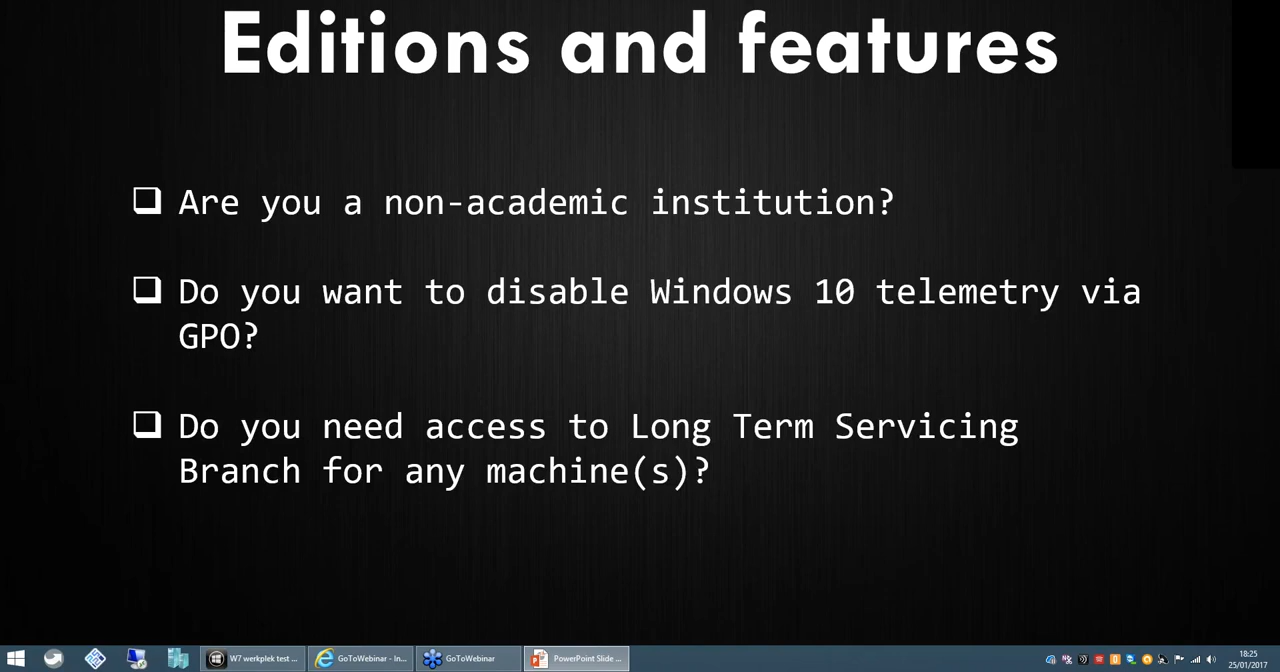 Editions and features
Are you a non-academic institution?
Do you want to disable Windows 10 telemetry via
GPO?
Do you need access to Long Term Servicing
Branch for any machine(s)?
W7 werkplek test ...
GoToWebinar - In...
GoToWebinar
PowerPoint Slide ...
18:25
25/01/2017